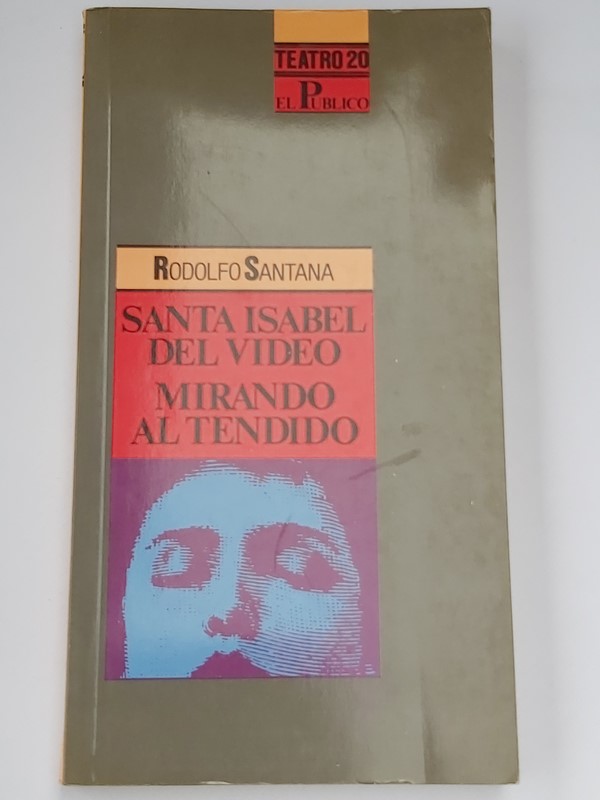 TEATRO 20
EL PUBLICO
RODOLFO SANTANA
SANTA ISABEL
DEL VIDEO
MIRANDO
AL TENDIDO